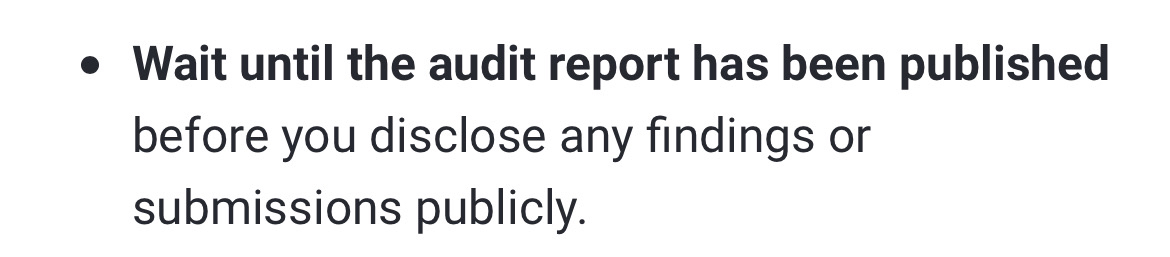 • Wait until the audit report has been published
before you disclose any findings or
submissions publicly.